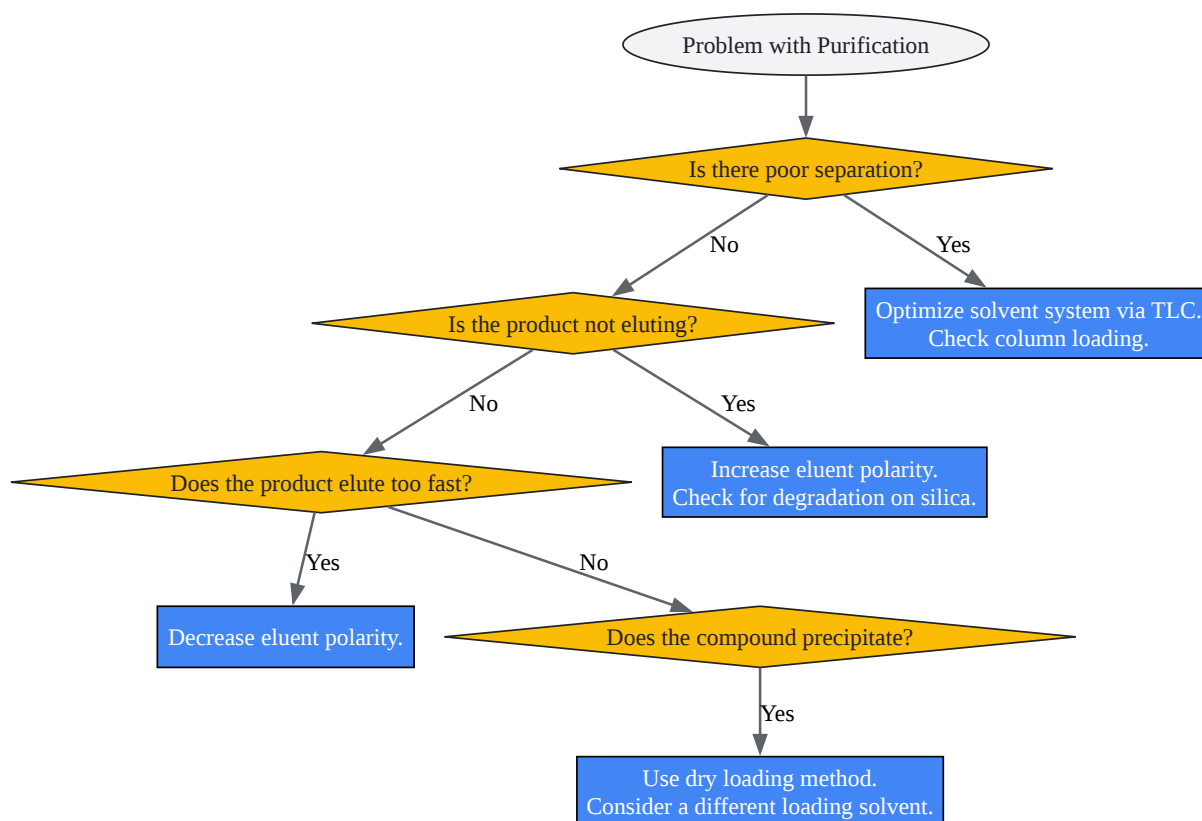 Problem with Purification
Is there poor separation?
No
Yes
Is the product not eluting?
Optimize solvent system via TLC.
Check column loading.
No
Yes
Does the product elute too fast?
Increase eluent polarity.
Check for degradation on silica.
Yes
No
Decrease eluent polarity.
Does the compound precipitate?
Yes
Use dry loading method.
Consider a different loading solvent.